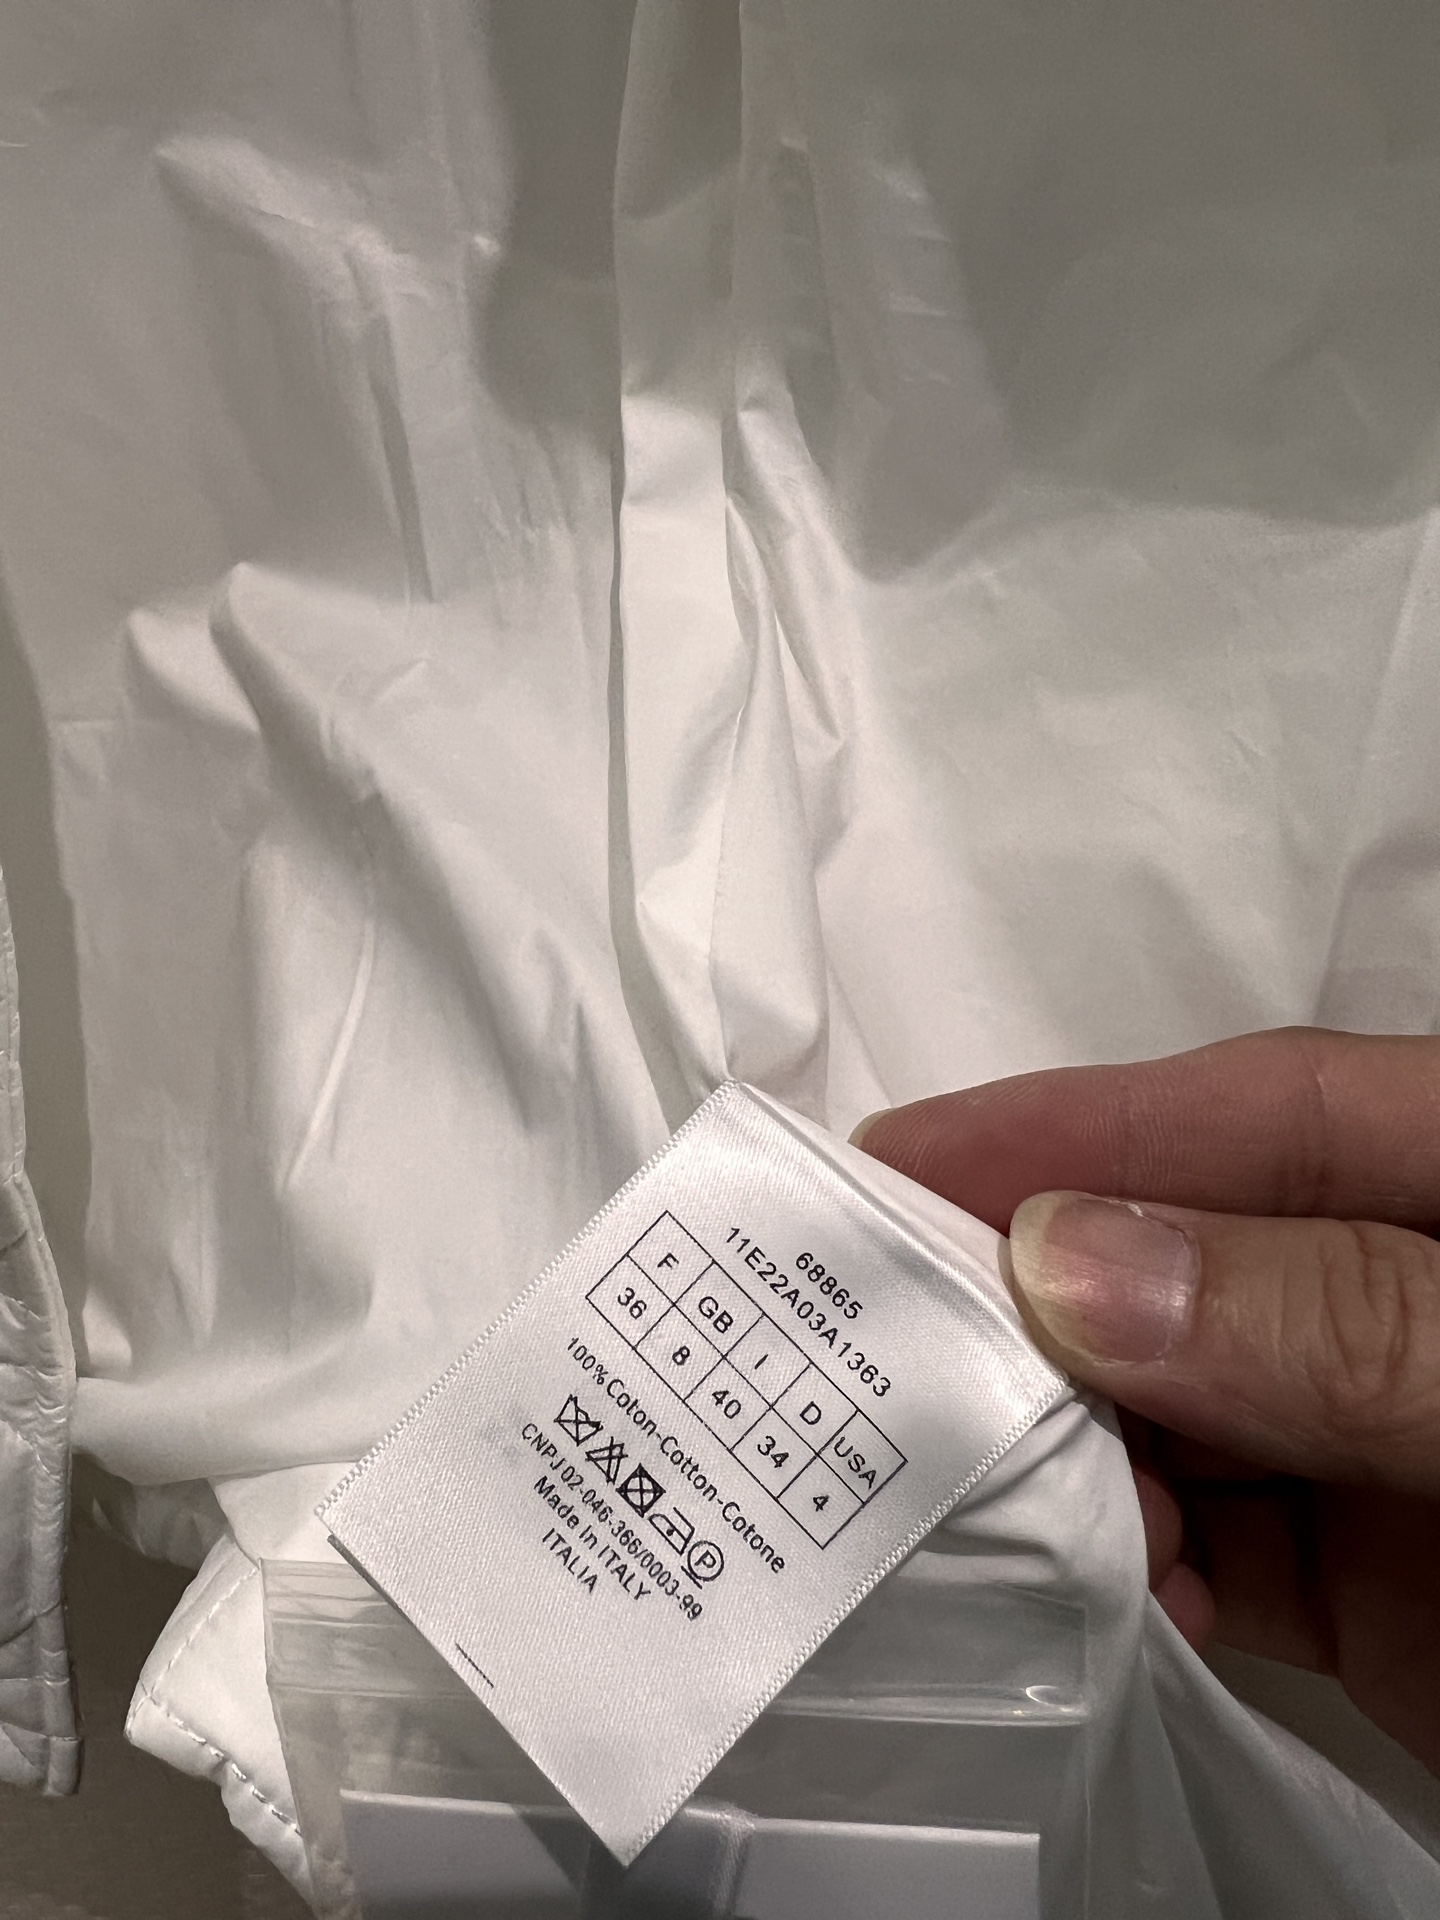 68865
11E22A03A1363
F GB I D USA
36 8 40 34 4
100% Coton-Cotton-Cotone
P
CNPJ 02-046-366/0003-99
Made In ITALY
ITALIA